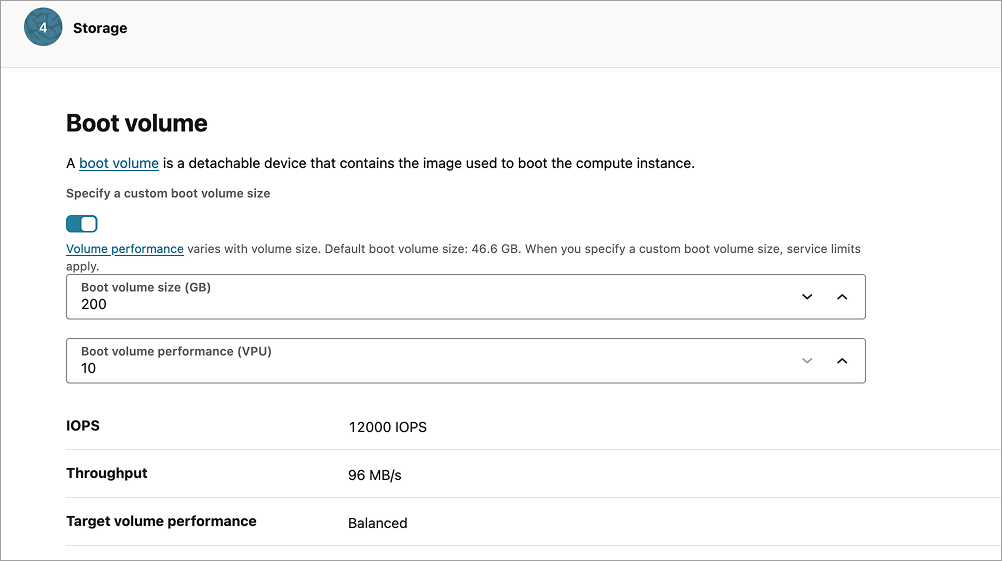 4 Storage
Boot volume
A boot volume is a detachable device that contains the image used to boot the compute instance.
Specify a custom boot volume size
Volume performance varies with volume size. Default boot volume size: 46.6 GB. When you specify a custom boot volume size, service limits
apply.
Boot volume size (GB)
200
Boot volume performance (VPU)
10
IOPS 12000 IOPS
Throughput 96 MB/s
Target volume performance Balanced